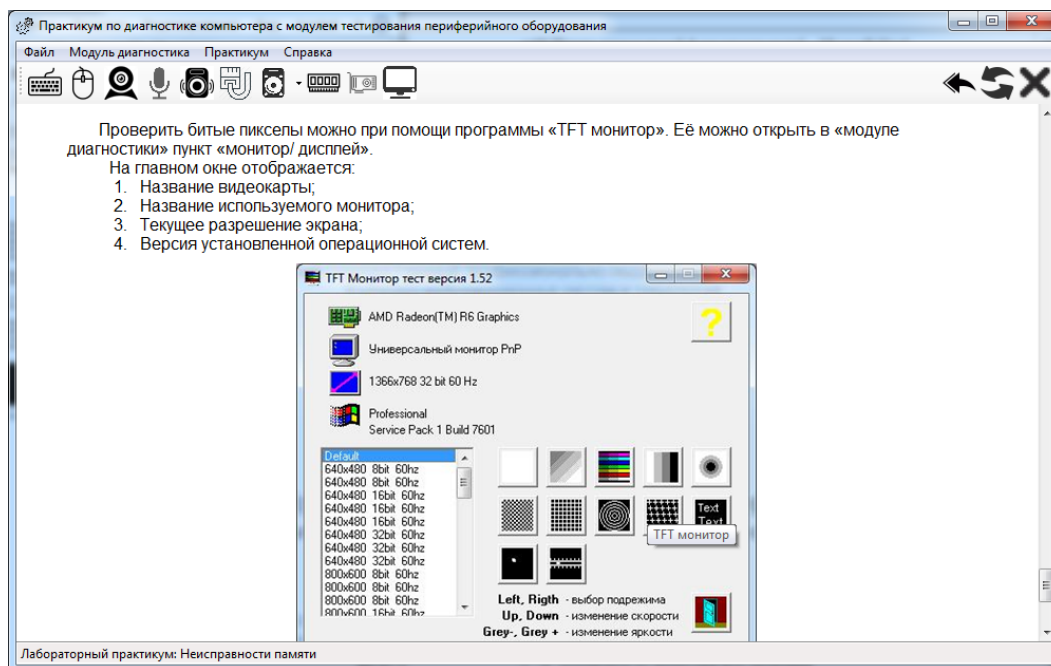 Практикум по диагностике компьютера с модулем тестирования периферийного оборудования
Файл Модуль диагностика Практикум Справка
Проверить битые пикселы можно при помощи программы «TFT монитор». Её можно открыть в «модуле
диагностики» пункт «монитор/ дисплей».
На главном окне отображается:
1. Название видеокарты;
2. Название используемого монитора;
3. Текущее разрешение экрана;
4. Версия установленной операционной систем.
TFT Монитор тест версия 1.52
AMD Radeon(TM) R6 Graphics
Универсальный монитор PnP
1366x768 32 bit 60 Hz
Professional
Service Pack 1 Build 7601
Default
640x480 8bit 60hz
640x480 8bit 60hz
640x480 16bit 60hz
640x480 16bit 60hz
640x480 16bit 60hz
640x480 32bit 60hz
640x480 32bit 60hz
640x480 32bit 60hz
800x600 8bit 60hz
800x600 8bit 60hz
800x600 8bit 60hz
800x600 16bit 60hz
?
Text
Text
TFT монитор
Left, Rigth - выбор подрежима
Up, Down - изменение скорости
Grey-, Grey + - изменение яркости
Лабораторный практикум: Неисправности памяти